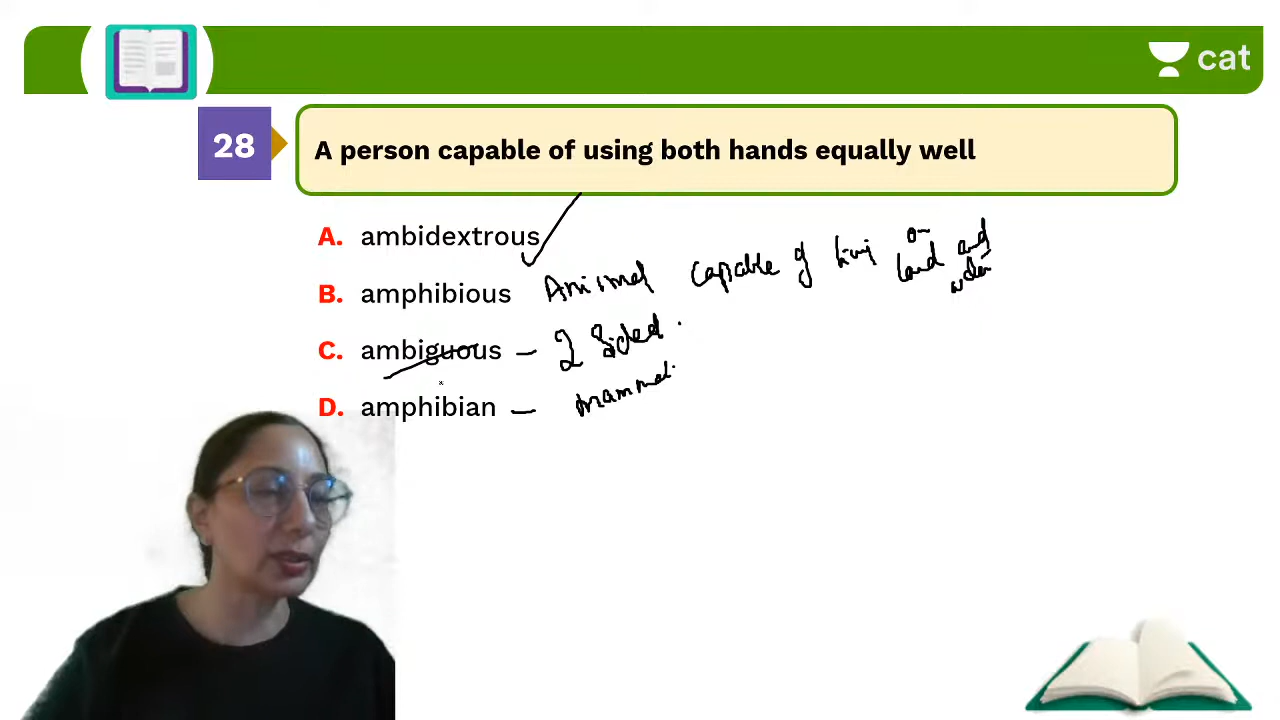 cat
28
A person capable of using both hands equally well
A. ambidextrous
B. amphibious Animal capable of living on land and water
C. ambiguous – 2 sided.
D. amphibian – mammal